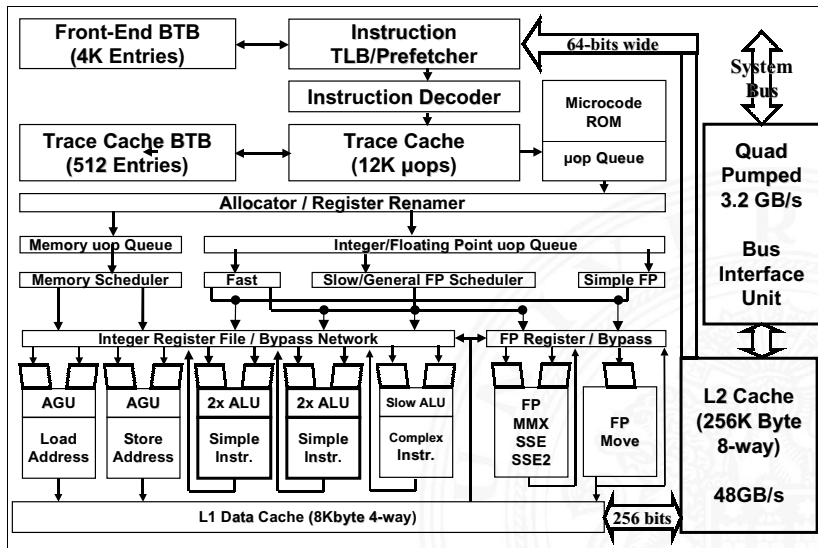 Front-End BTB
(4K Entries)
Instruction
TLB/Prefetcher
64-bits wide
System
Bus
Instruction Decoder
Microcode
ROM
Trace Cache BTB
(512 Entries)
Trace Cache
(12K µops)
µop Queue
Quad
Pumped
3.2 GB/s
Bus
Interface
Unit
Allocator / Register Renamer
Memory uop Queue
Integer/Floating Point uop Queue
Memory Scheduler
Fast
Slow/General FP Scheduler
Simple FP
Integer Register File / Bypass Network
FP Register / Bypass
AGU
AGU
2x ALU
2x ALU
Slow ALU
Load
Address
Store
Address
Simple
Instr.
Simple
Instr.
Complex
Instr.
FP
MMX
SSE
SSE2
FP
Move
L2 Cache
(256K Byte
8-way)
48GB/s
L1 Data Cache (8Kbyte 4-way)
256 bits